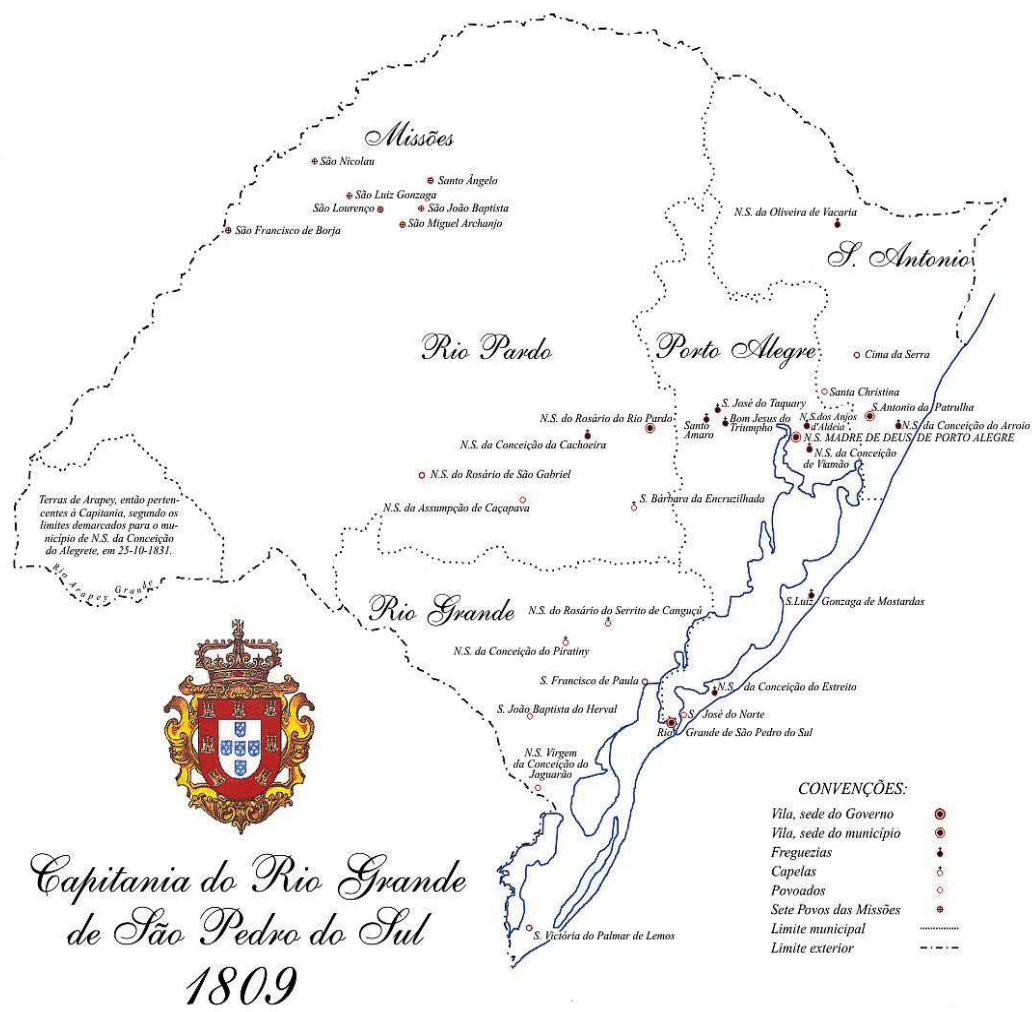 Missões
São Nicolau
Santo Ângelo
São Luiz Gonzaga
São Lourenço
São João Baptista
São Miguel Archanjo
São Francisco de Borja
N.S. da Oliveira de Vacaria
S. Antonio
Rio Pardo
Porto Alegre
Cima da Serra
Santa Christina
S. José do Taquary
S.Antonio da Patrulha
N.S. do Rosário do Rio Pardo
Santo
Amaro
Bom Jesus do
Triumpho
N.S.dos Anjos
d'Aldeia
N.S. da Conceição do Arroio
N.S. MADRE DE DEUS DE PORTO ALEGRE
N.S. da Conceição da Cachoeira
N.S. da Conceição
de Viamão
N.S. do Rosário de São Gabriel
N.S. da Assumpção de Caçapava
S. Bárbara da Encruzilhada
Terras de Arapey, então perten-
centes à Capitania, segundo os
limites demarcados para o mu-
nicípio de N.S. da Conceição
do Alegrete, em 25-10-1831.
Rio Arapey Grande
Rio Grande
N.S. do Rosário do Serrito de Canguçú
S.Luiz Gonzaga de Mostardas
N.S. da Conceição do Piratiny
S. Francisco de Paula
N.S. da Conceição do Estreito
S. João Baptista do Herval
S. José do Norte
Rio Grande de São Pedro do Sul
N.S. Virgem
da Conceição do
Jaguarão
S. Victória do Palmar de Lemos
CONVENÇÕES:
Vila, sede do Governo
Vila, sede do município
Freguezias
Capelas
Povoados
Sete Povos das Missões
Limite municipal
Limite exterior
Capitania do Rio Grande
de São Pedro do Sul
1809